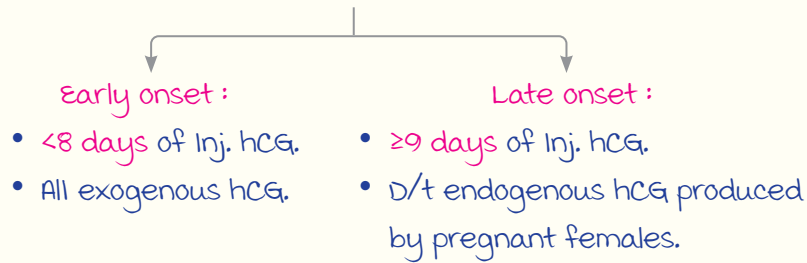 Early onset :
• <8 days of Inj. hCG.
• All exogenous hCG.
Late onset :
• ≥9 days of Inj. hCG.
• D/t endogenous hCG produced
by pregnant females.